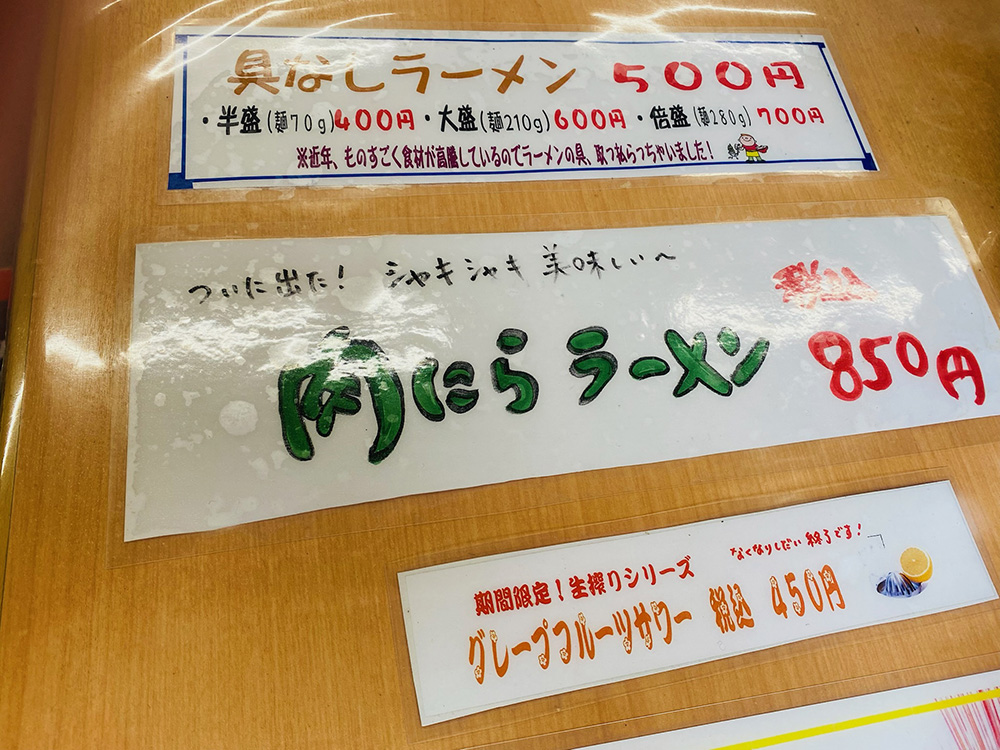 具なしラーメン 500円
・半盛(麺70g)400円・大盛(麺210g)600円・倍盛(麺280g)700円
※近年、ものすごく食材が高騰しているのでラーメンの具、取っ払らっちゃいました!
ついに出た! シャキシャキ 美味しい〜
肉にらラーメン 850円
なくなりしだい 終了です!
期間限定!生搾りシリーズ
グレープフルーツサワー 税込 450円